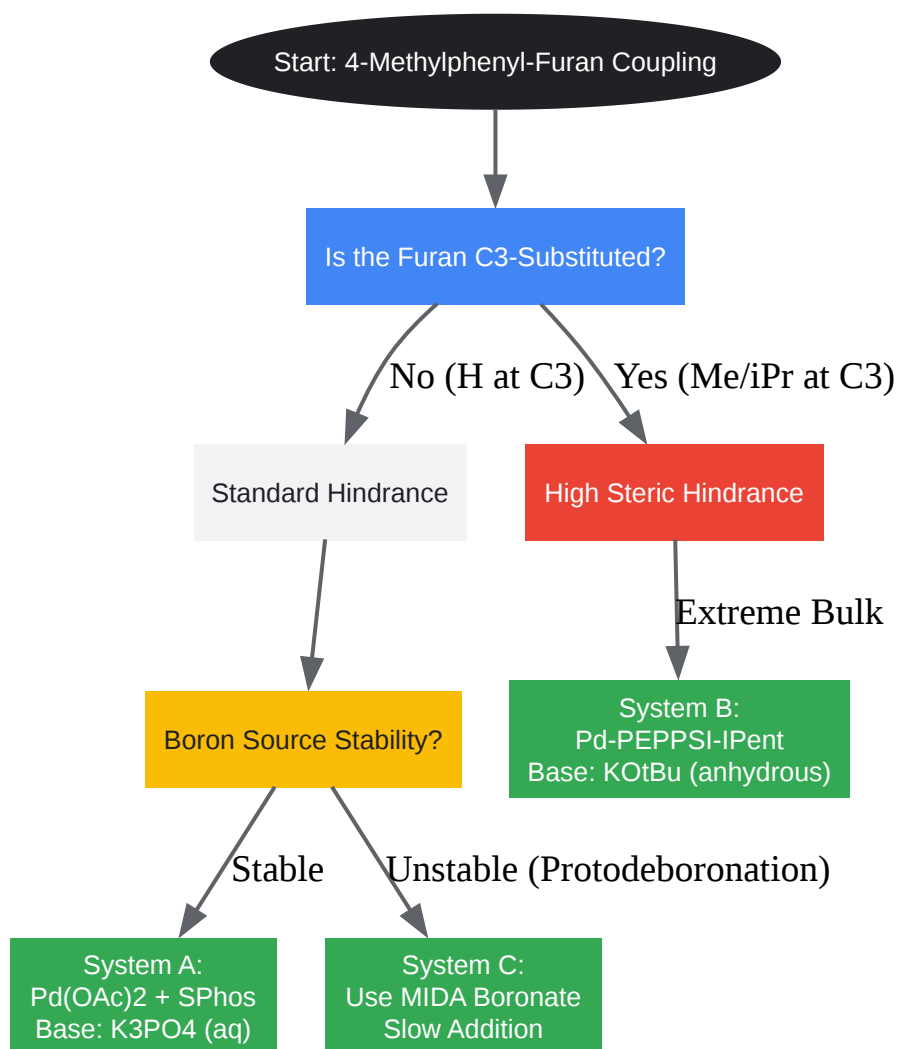 Start: 4-Methylphenyl-Furan Coupling
Is the Furan C3-Substituted?
No (H at C3)
Yes (Me/iPr at C3)
Standard Hindrance
High Steric Hindrance
Extreme Bulk
Boron Source Stability?
System B:
Pd-PEPPSI-IPent
Base: KOtBu (anhydrous)
Stable
Unstable (Protodeboronation)
System A:
Pd(OAc)2 + SPhos
Base: K3PO4 (aq)
System C:
Use MIDA Boronate
Slow Addition